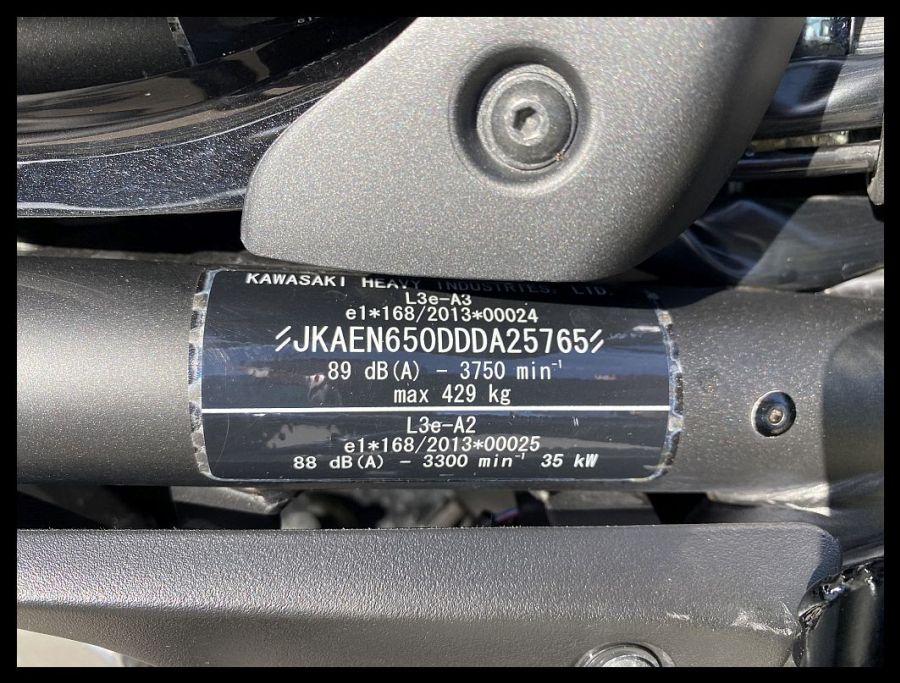 KAWASAKI HEAVY INDUSTRIES, LTD.
L3e-A3
e1*168/2013*00024
JKAEN650DDDA25765
89 dB(A) - 3750 min⁻¹
max 429 kg
L3e-A2
e1*168/2013*00025
88 dB(A) - 3300 min⁻¹ 35 kW